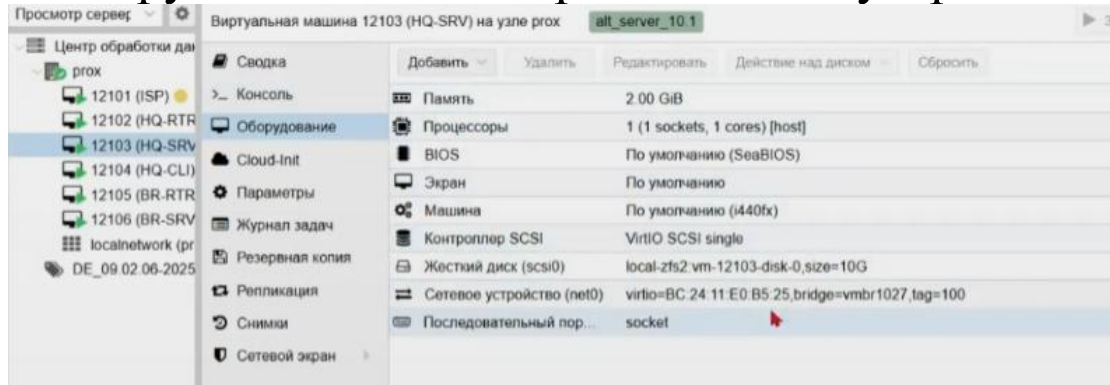 Просмотр сервер
Виртуальная машина 12103 (HQ-SRV) на узле prox
alt_server_10.1
Центр обработки дан
prox
12101 (ISP)
12102 (HQ-RTR
12103 (HQ-SRV
12104 (HQ-CLI)
12105 (BR-RTR
12106 (BR-SRV
localnetwork (pr
DE_09.02.06-2025
Сводка
Консоль
Оборудование
Cloud-Init
Параметры
Журнал задач
Резервная копия
Репликация
Снимки
Сетевой экран
Добавить Удалить Редактировать Действие над диском Сбросить
Память 2.00 GiB
Процессоры 1 (1 sockets, 1 cores) [host]
BIOS По умолчанию (SeaBIOS)
Экран По умолчанию
Машина По умолчанию (i440fx)
Контроллер SCSI VirtIO SCSI single
Жесткий диск (scsi0) local-zfs2:vm-12103-disk-0,size=10G
Сетевое устройство (net0) virtio=BC:24:11:E0:B5:25,bridge=vmbr1027,tag=100
Последовательный пор... socket